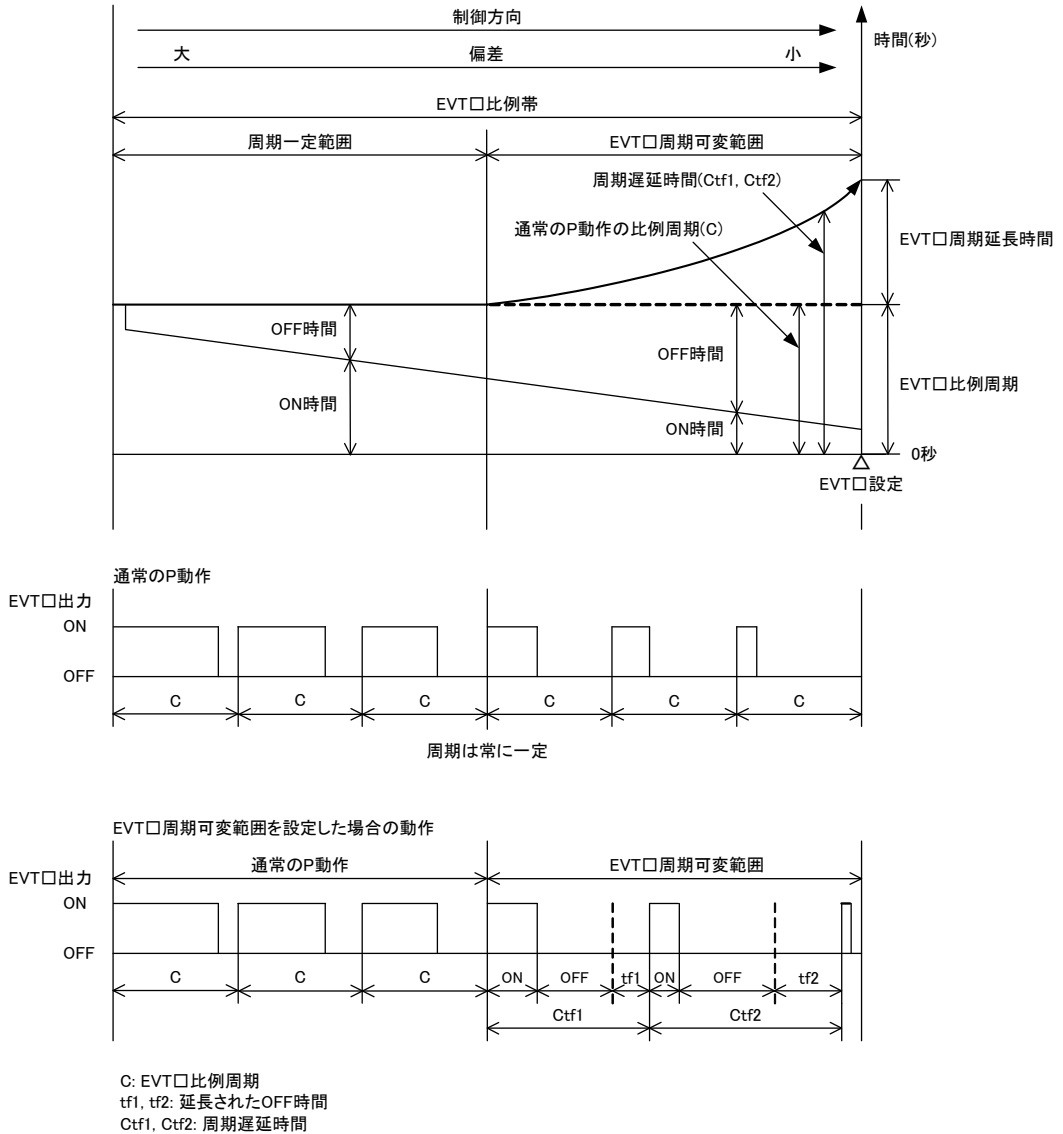 制御方向
時間(秒)
大
偏差
小
EVT□比例帯
周期一定範囲
EVT□周期可変範囲
周期遅延時間(Ctf1, Ctf2)
通常のP動作の比例周期(C)
EVT□周期延長時間
OFF時間
OFF時間
EVT□比例周期
ON時間
ON時間
0秒
EVT□設定
通常のP動作
EVT□出力
ON
OFF
C
C
C
C
C
C
周期は常に一定
EVT□周期可変範囲を設定した場合の動作
通常のP動作
EVT□周期可変範囲
EVT□出力
ON
OFF
C
C
C
ON
OFF
tf1
ON
OFF
tf2
Ctf1
Ctf2
C: EVT□比例周期
tf1, tf2: 延長されたOFF時間
Ctf1, Ctf2: 周期遅延時間